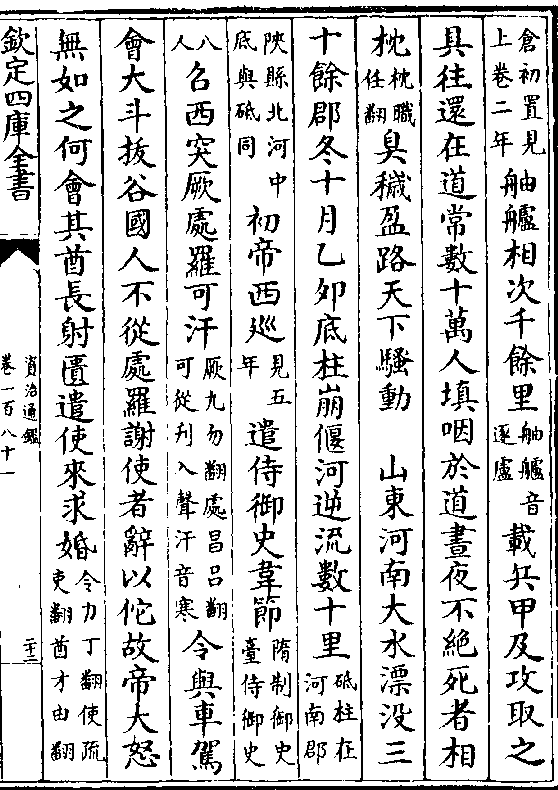 倉初置見上卷二年舳艫相次千餘里舳艫音逐盧載兵甲及攻取之
具往還在道常數十萬人填咽於道晝夜不絕死者相
枕枕職任翻臭穢盈路天下騷動 山東河南大水漂没三
十餘郡冬十月乙夘底柱崩偃河逆流數十里砥柱在河南郡
陜縣北河中底與砥同初帝西巡見五年遣侍御史韋節隋制御史臺侍御史
八人召西突厥處羅可汗厥九勿翻處昌呂翻可從刋入聲汗音寒令與車駕
會大斗拔谷國人不從處羅謝使者辭以佗故帝大怒
無如之何會其酋長射匱遣使來求婚令力丁翻使疏吏翻酋才由翻
欽定四庫全書
資治通鑑
卷一百八十一
二十三